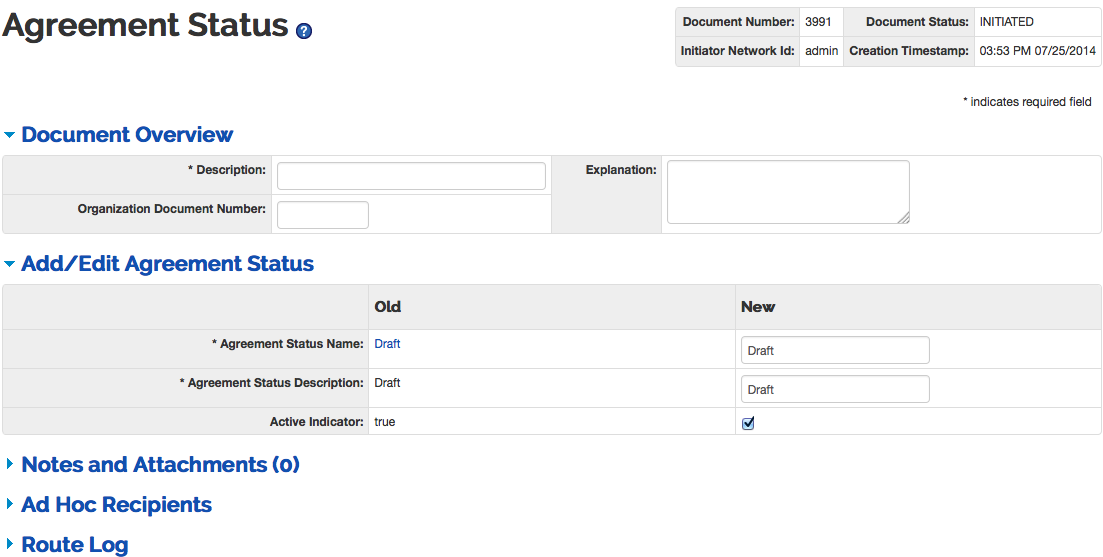 Agreement Status ?
Document Number: 3991 Document Status: INITIATED
Initiator Network Id: admin Creation Timestamp: 03:53 PM 07/25/2014
* indicates required field
Document Overview
* Description: Explanation:
Organization Document Number:
Add/Edit Agreement Status
Old New
* Agreement Status Name: Draft Draft
* Agreement Status Description: Draft Draft
Active Indicator: true
Notes and Attachments (0)
Ad Hoc Recipients
Route Log